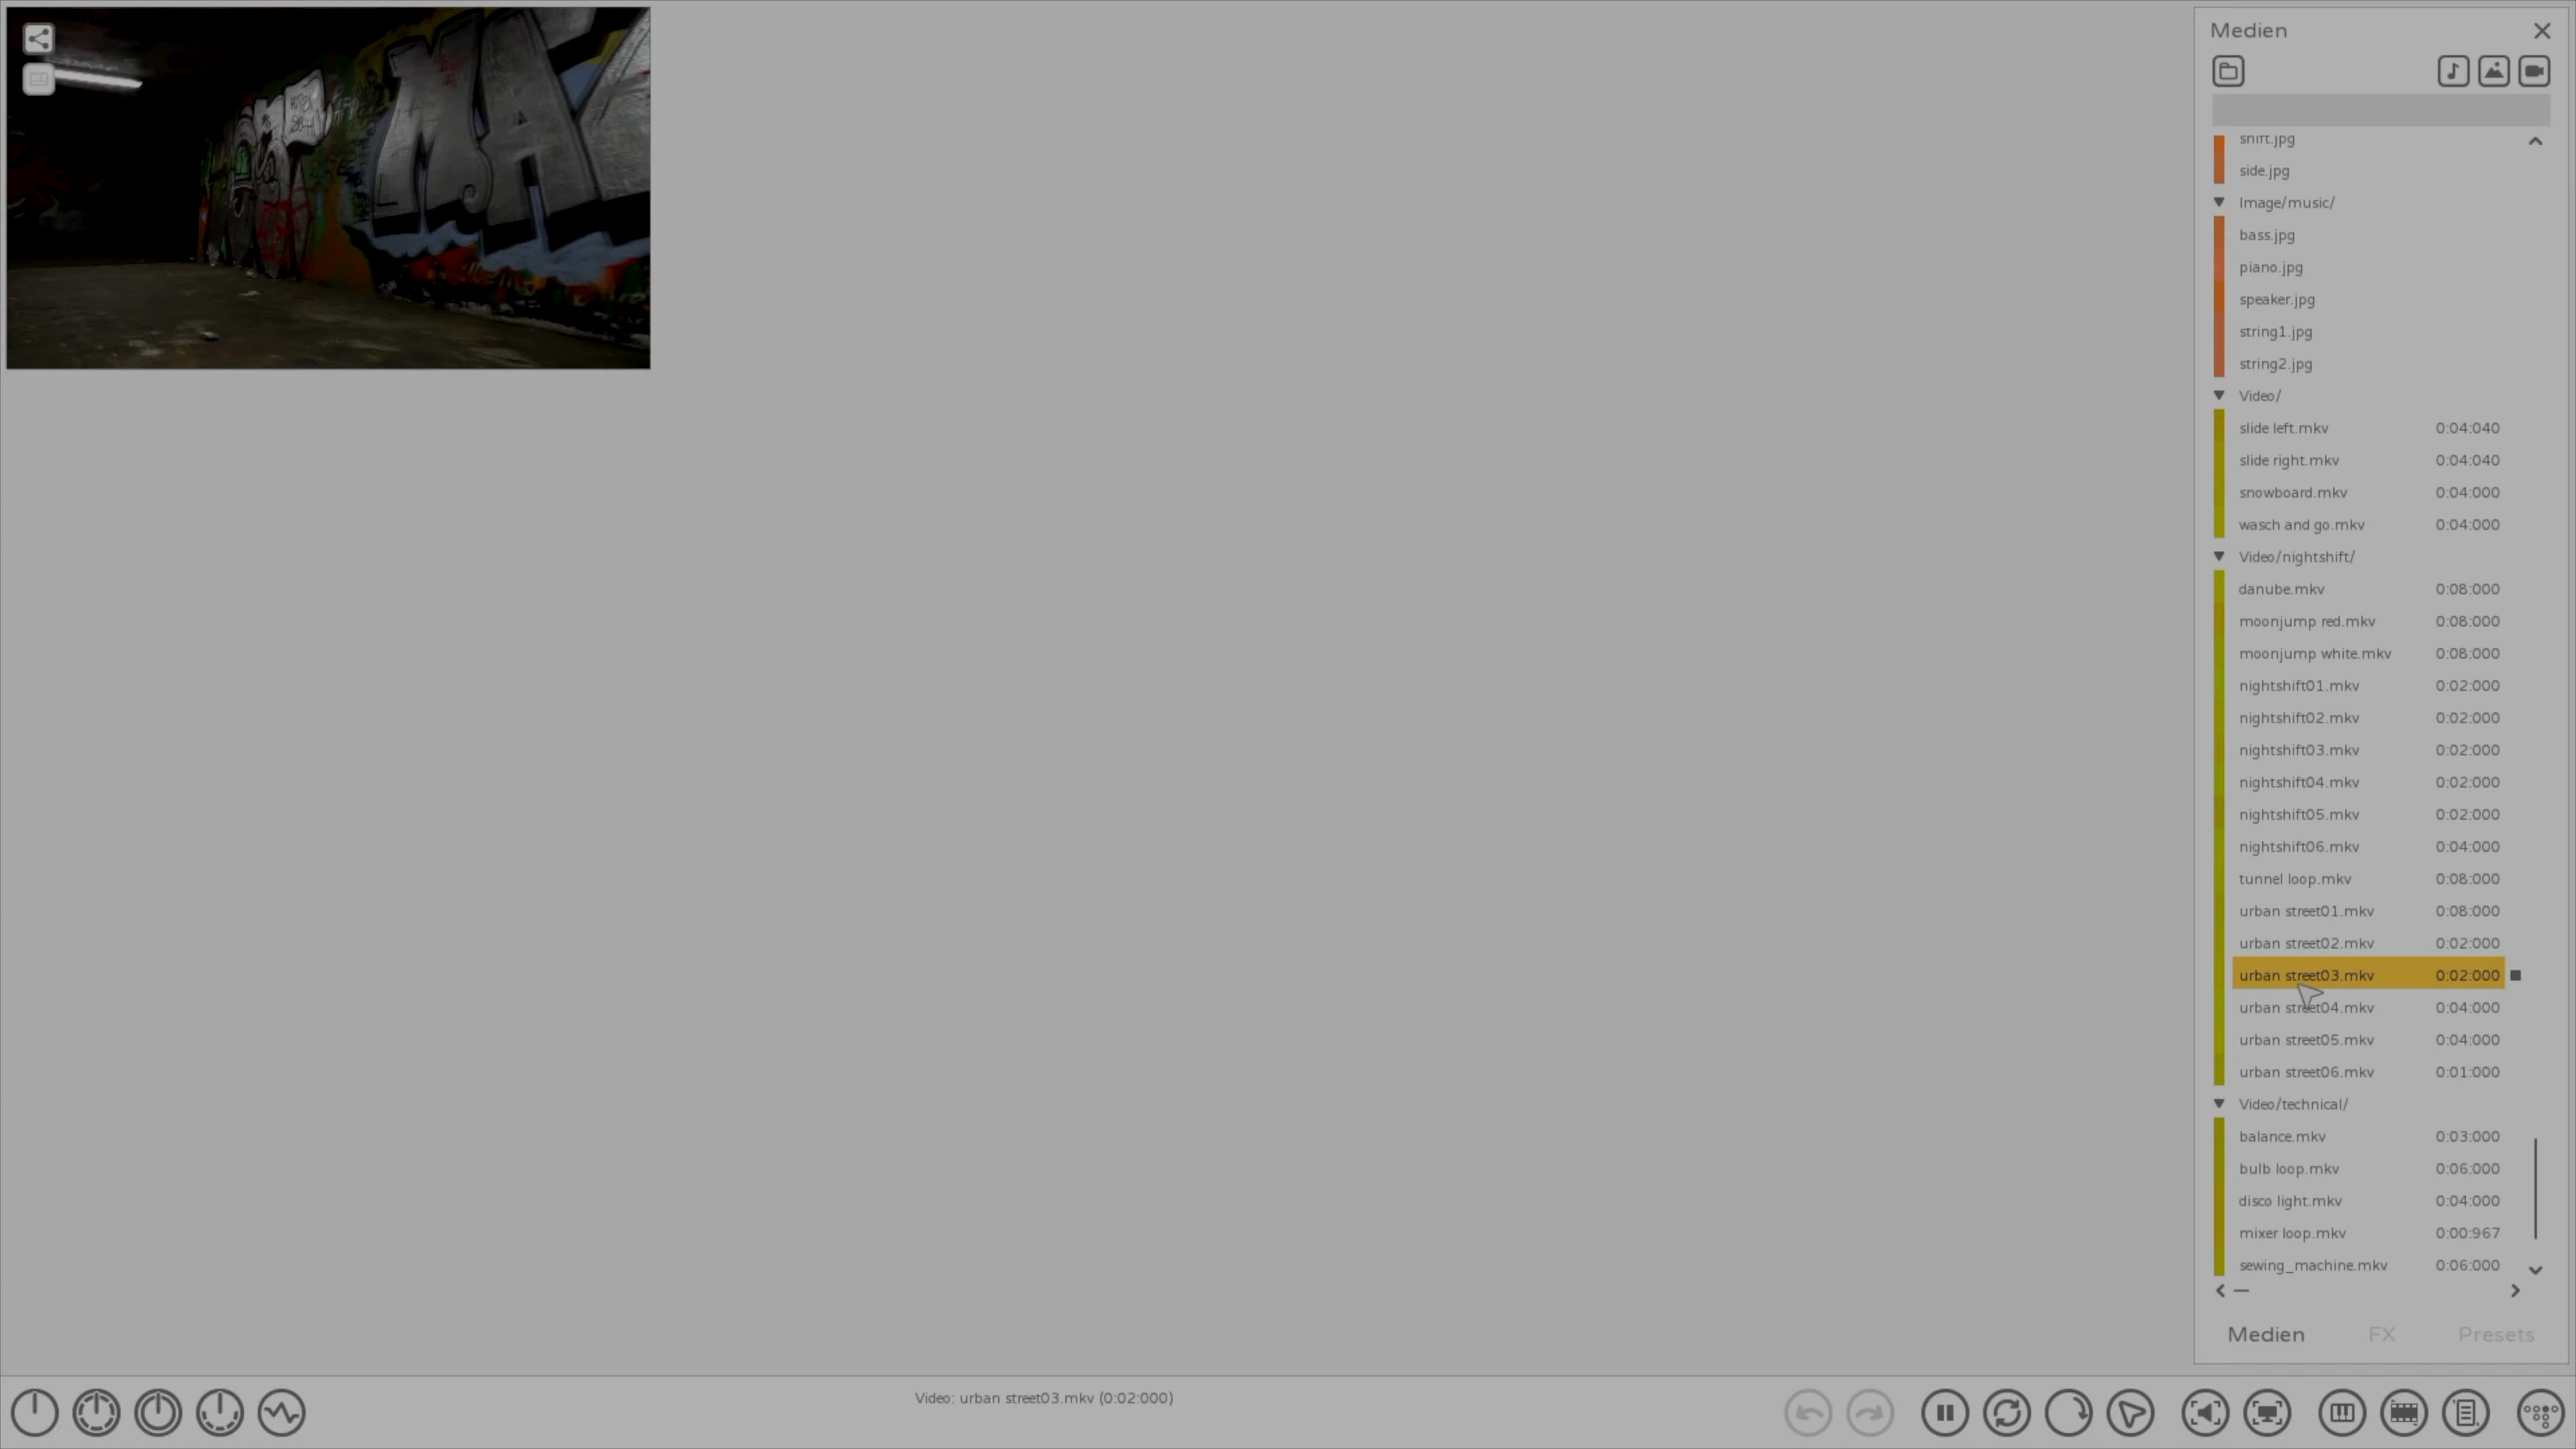 MA
Medien
shift.jpg
side.jpg
Image/music/
bass.jpg
piano.jpg
speaker.jpg
string1.jpg
string2.jpg
Video/
slide left.mkv 0:04:040
slide right.mkv 0:04:040
snowboard.mkv 0:04:000
wasch and go.mkv 0:04:000
Video/nightshift/
danube.mkv 0:08:000
moonjump red.mkv 0:08:000
moonjump white.mkv 0:08:000
nightshift01.mkv 0:02:000
nightshift02.mkv 0:02:000
nightshift03.mkv 0:02:000
nightshift04.mkv 0:02:000
nightshift05.mkv 0:02:000
nightshift06.mkv 0:04:000
tunnel loop.mkv 0:08:000
urban street01.mkv 0:08:000
urban street02.mkv 0:02:000
urban street03.mkv 0:02:000
urban street04.mkv 0:04:000
urban street05.mkv 0:04:000
urban street06.mkv 0:01:000
Video/technical/
balance.mkv 0:03:000
bulb loop.mkv 0:06:000
disco light.mkv 0:04:000
mixer loop.mkv 0:00:967
sewing_machine.mkv 0:06:000
Medien FX Presets
Video: urban street03.mkv (0:02:000)